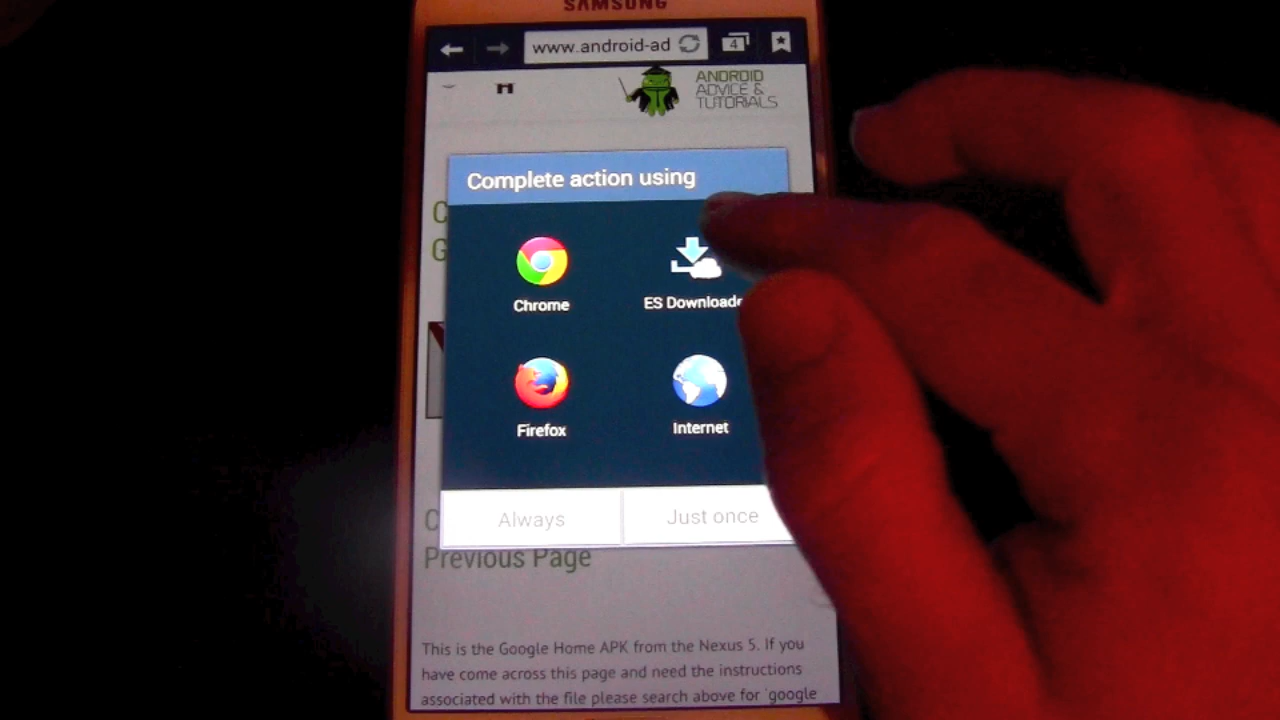 SAMSUNG
www.android-ad
4
ANDROID
ADVICE &
TUTORIALS
Complete action using
C
G
Chrome
ES Downloade
Firefox
Internet
Always
Just once
C
Previous Page
This is the Google Home APK from the Nexus 5. If you
have come across this page and need the instructions
associated with the file please search above for 'google